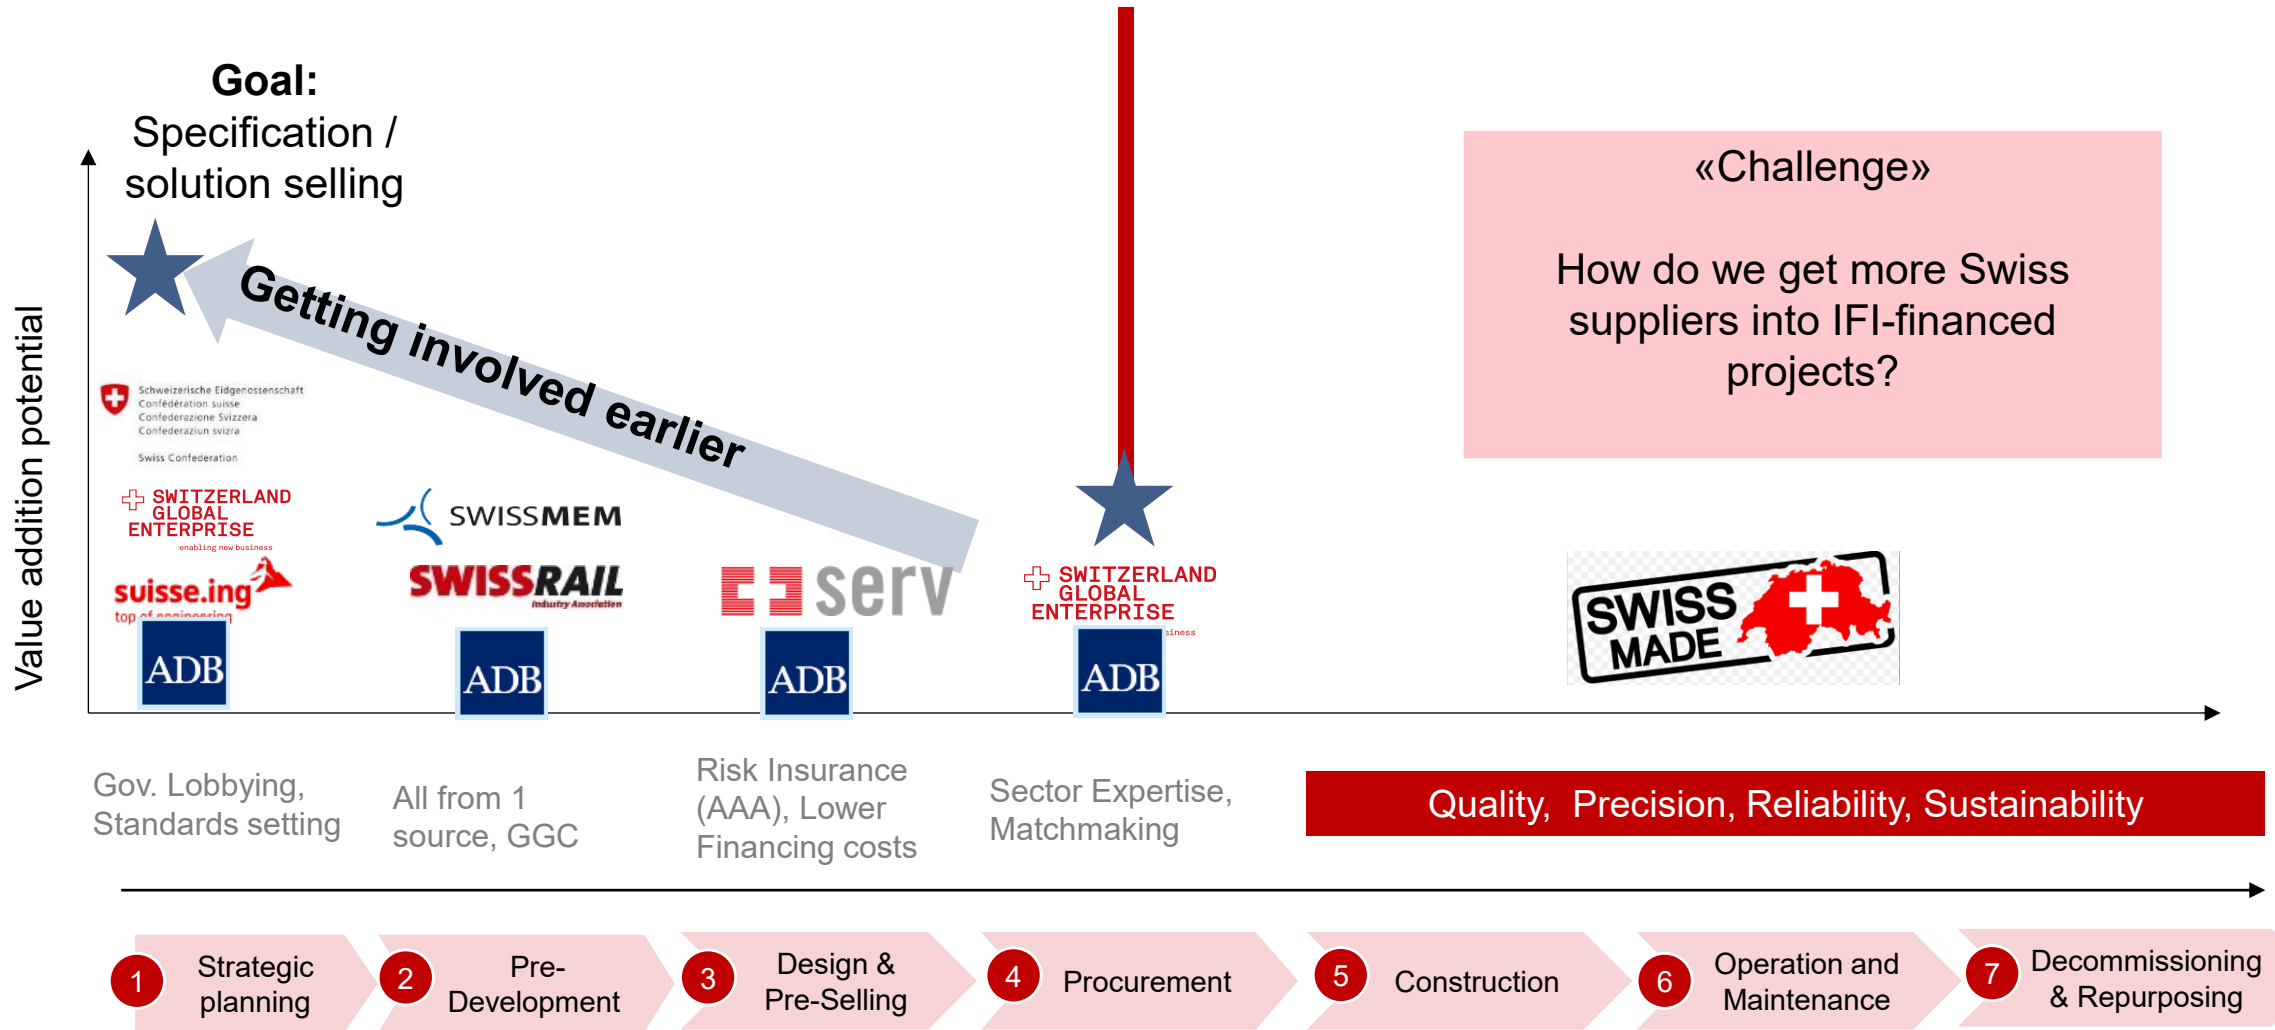 Goal:
Specification /
solution selling
«Challenge»
How do we get more Swiss
suppliers into IFI-financed
projects?
Getting involved earlier
Value addition potential
Schweizerische Eidgenossenschaft
Confédération suisse
Confederazione Svizzera
Confederaziun svizra
Swiss Confederation
SWITZERLAND
GLOBAL
ENTERPRISE
enabling new business
suisse.ing
top of engineering
ADB
SWISSMEM
SWISSRAIL
Industry Association
ADB
serv
ADB
SWITZERLAND
GLOBAL
ENTERPRISE
siness
ADB
SWISS
MADE
Gov. Lobbying,
Standards setting
All from 1
source, GGC
Risk Insurance
(AAA), Lower
Financing costs
Sector Expertise,
Matchmaking
Quality, Precision, Reliability, Sustainability
1
Strategic
planning
2
Pre-
Development
3
Design &
Pre-Selling
4
Procurement
5
Construction
6
Operation and
Maintenance
7
Decommissioning
& Repurposing